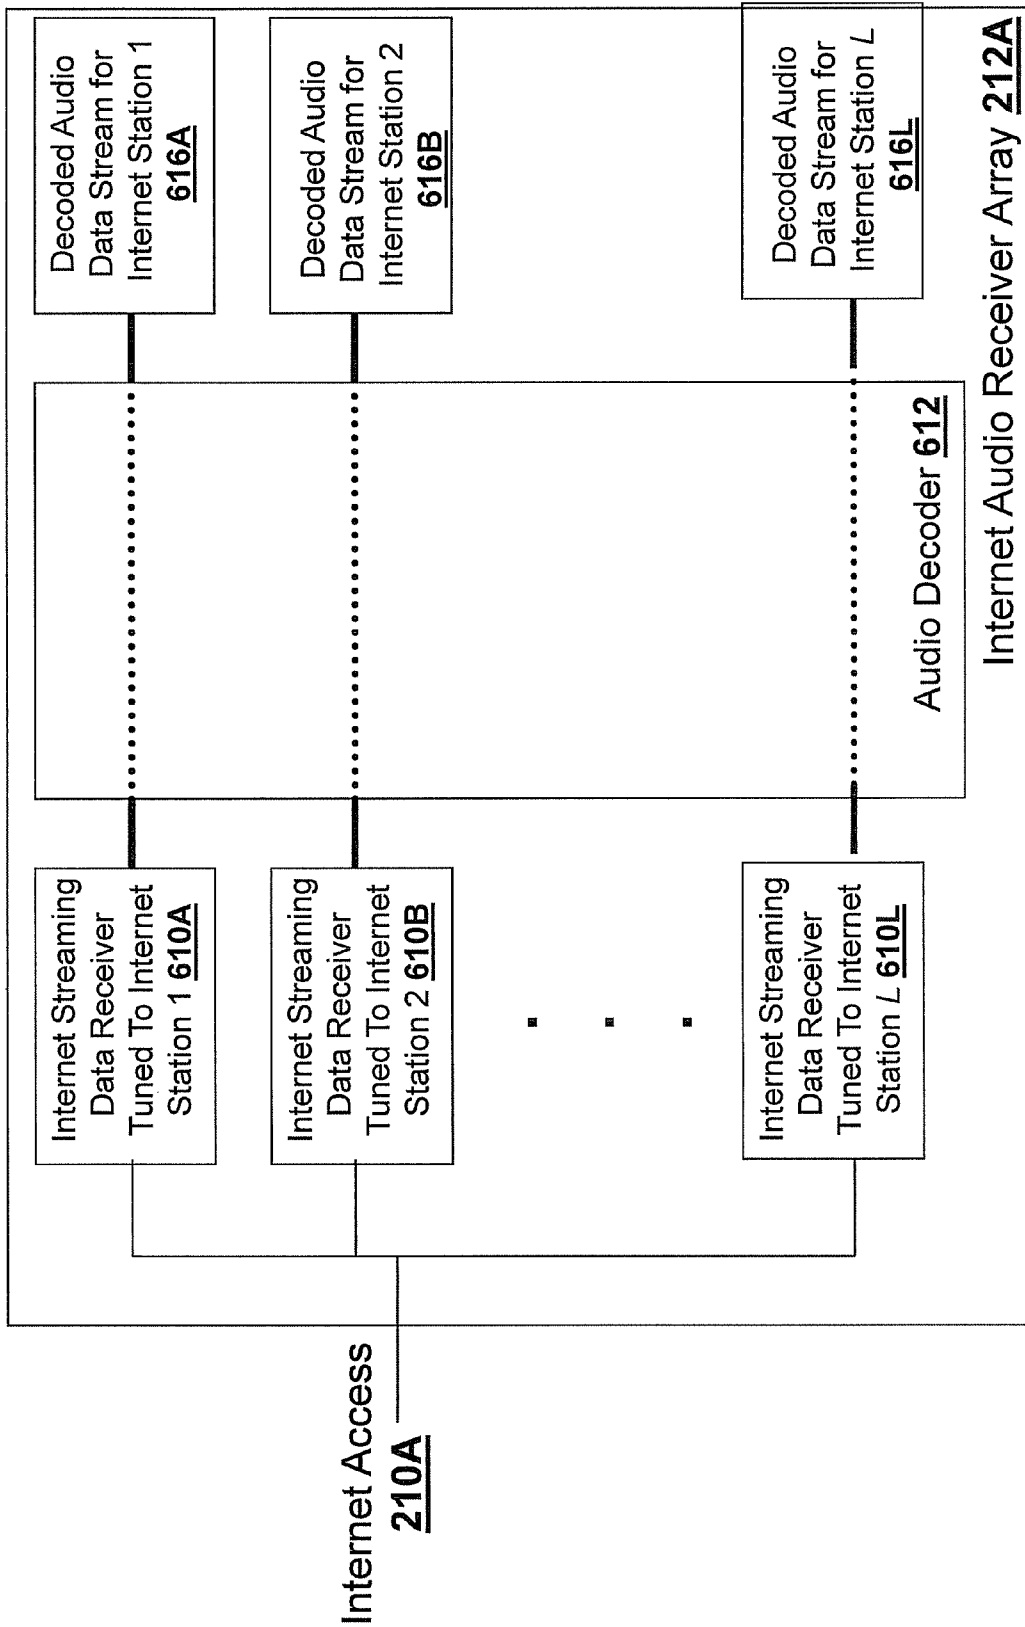 Internet Access
210A
Internet Streaming
Data Receiver
Tuned To Internet
Station 1 610A
Internet Streaming
Data Receiver
Tuned To Internet
Station 2 610B
Internet Streaming
Data Receiver
Tuned To Internet
Station L 610L
Audio Decoder 612
Decoded Audio
Data Stream for
Internet Station 1
616A
Decoded Audio
Data Stream for
Internet Station 2
616B
Decoded Audio
Data Stream for
Internet Station L
616L
Internet Audio Receiver Array 212A